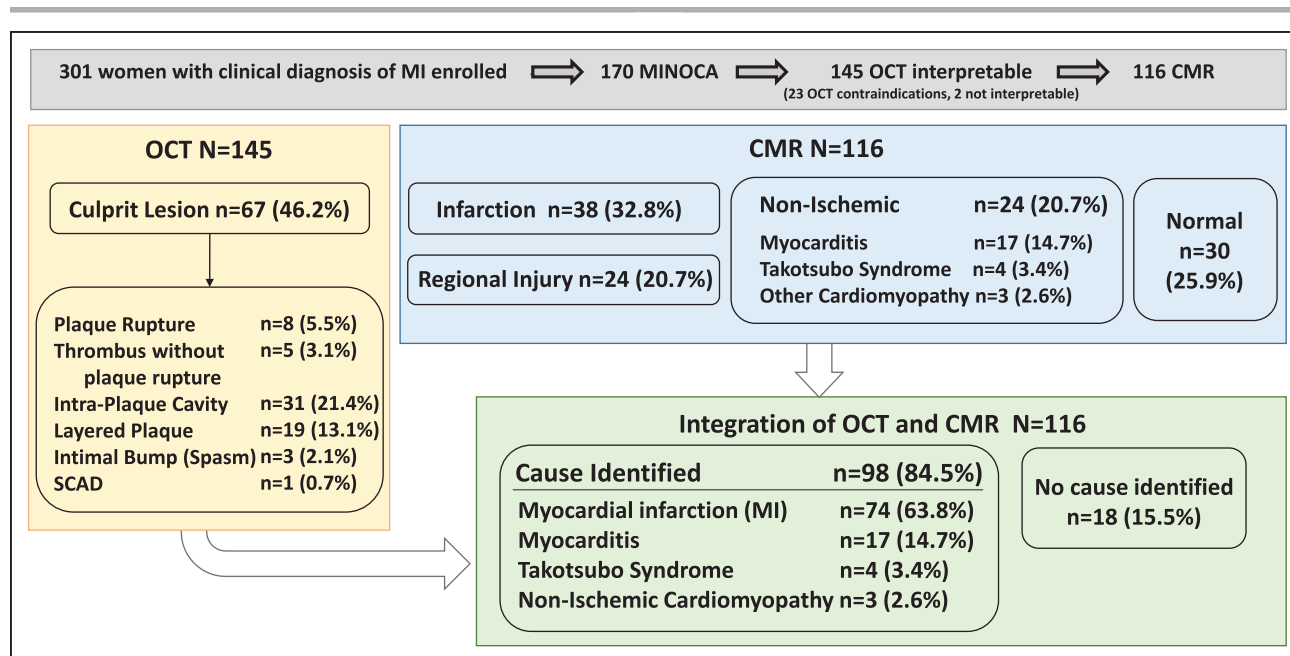 301 women with clinical diagnosis of MI enrolled 170 MINOCA 145 OCT interpretable 116 CMR
(23 OCT contraindications, 2 not interpretable)
OCT N=145
Culprit Lesion n=67 (46.2%)
Plaque Rupture n=8 (5.5%)
Thrombus without n=5 (3.1%)
plaque rupture
Intra-Plaque Cavity n=31 (21.4%)
Layered Plaque n=19 (13.1%)
Intimal Bump (Spasm) n=3 (2.1%)
SCAD n=1 (0.7%)
CMR N=116
Infarction n=38 (32.8%)
Regional Injury n=24 (20.7%)
Non-Ischemic n=24 (20.7%)
Myocarditis n=17 (14.7%)
Takotsubo Syndrome n=4 (3.4%)
Other Cardiomyopathy n=3 (2.6%)
Normal
n=30
(25.9%)
Integration of OCT and CMR N=116
Cause Identified n=98 (84.5%)
Myocardial infarction (MI) n=74 (63.8%)
Myocarditis n=17 (14.7%)
Takotsubo Syndrome n=4 (3.4%)
Non-Ischemic Cardiomyopathy n=3 (2.6%)
No cause identified
n=18 (15.5%)